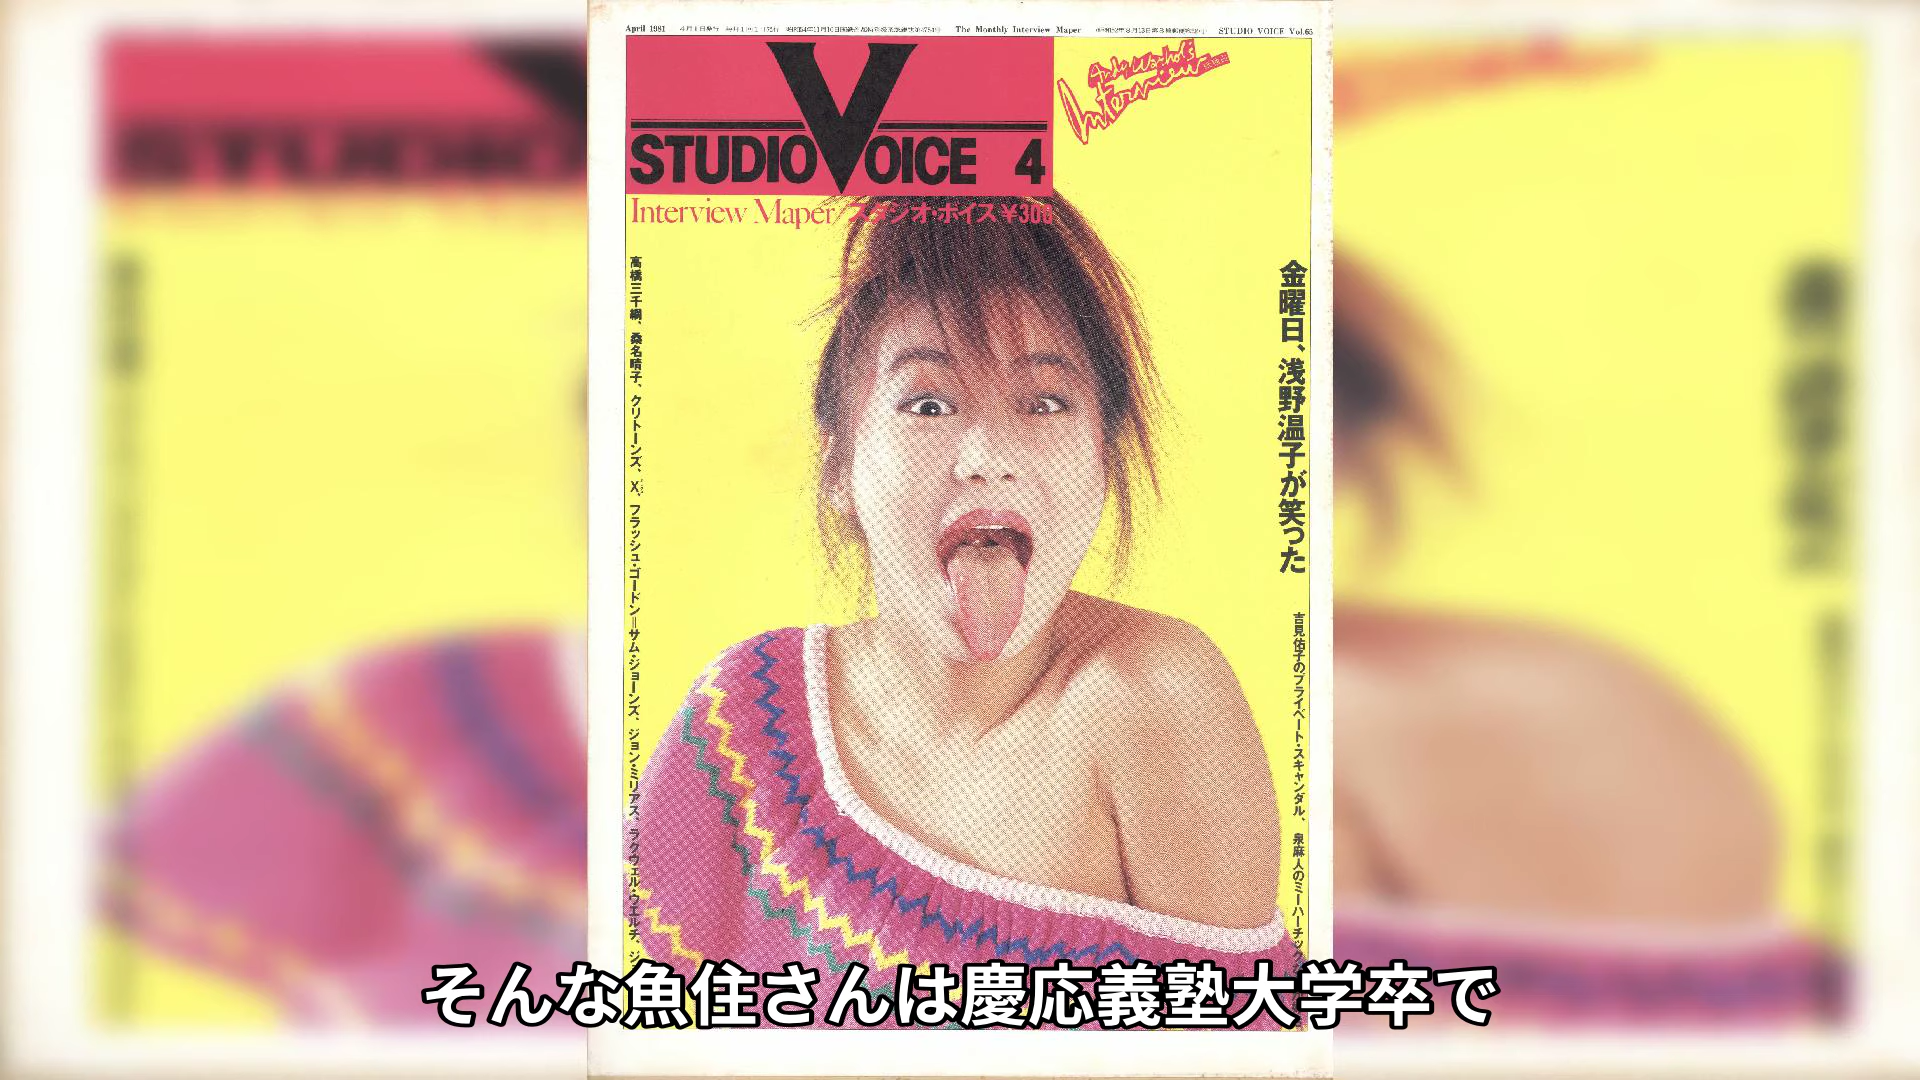 April 1981
The Monthly Interview Maper
STUDIO VOICE Vol.65
Andy Warhol's
Interview
STUDIO VOICE 4
Interview Maper/スタジオ・ボイス¥300
金曜日、浅野温子が笑った
吉見佑子のプライベート・スキャンダル、泉麻人のミーハーチック
高橋三千綱、桑名晴子、クリトーンズ、X、フラッシュ・ゴードン=サム・ジョーンズ、ジョン・ミリアス、ラクウェル・ウエルチ、ジ
そんな魚住さんは慶応義塾大学卒で